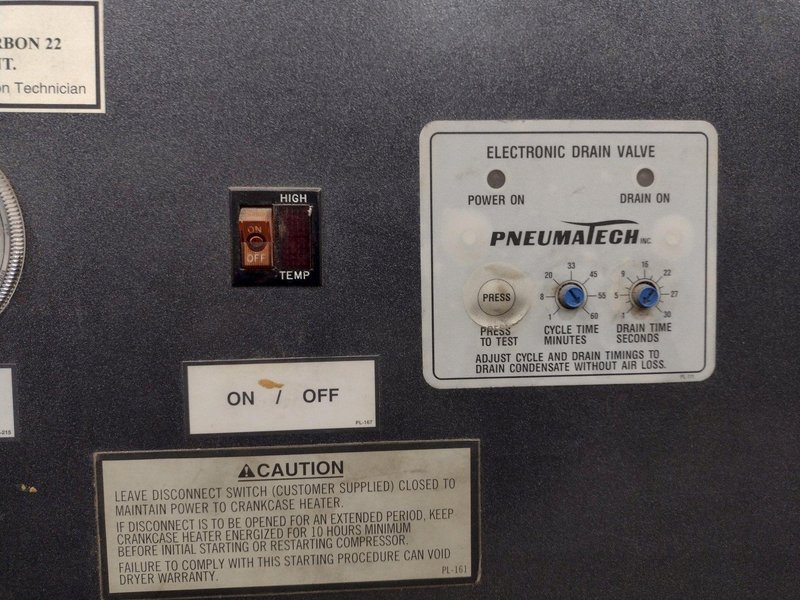 RBON 22
NT.
on Technician
HIGH
ON
OFF
TEMP
ELECTRONIC DRAIN VALVE
POWER ON DRAIN ON
PNEUMATECH INC.
PRESS
PRESS
TO TEST
1 8 20 33 45 55 60
CYCLE TIME
MINUTES
1 5 9 16 22 27 30
DRAIN TIME
SECONDS
ADJUST CYCLE AND DRAIN TIMINGS TO
DRAIN CONDENSATE WITHOUT AIR LOSS.
ON / OFF
PL-167
-215
⚠CAUTION
LEAVE DISCONNECT SWITCH (CUSTOMER SUPPLIED) CLOSED TO
MAINTAIN POWER TO CRANKCASE HEATER.
IF DISCONNECT IS TO BE OPENED FOR AN EXTENDED PERIOD, KEEP
CRANKCASE HEATER ENERGIZED FOR 10 HOURS MINIMUM
BEFORE INITIAL STARTING OR RESTARTING COMPRESSOR.
FAILURE TO COMPLY WITH THIS STARTING PROCEDURE CAN VOID
DRYER WARRANTY.
PL-161